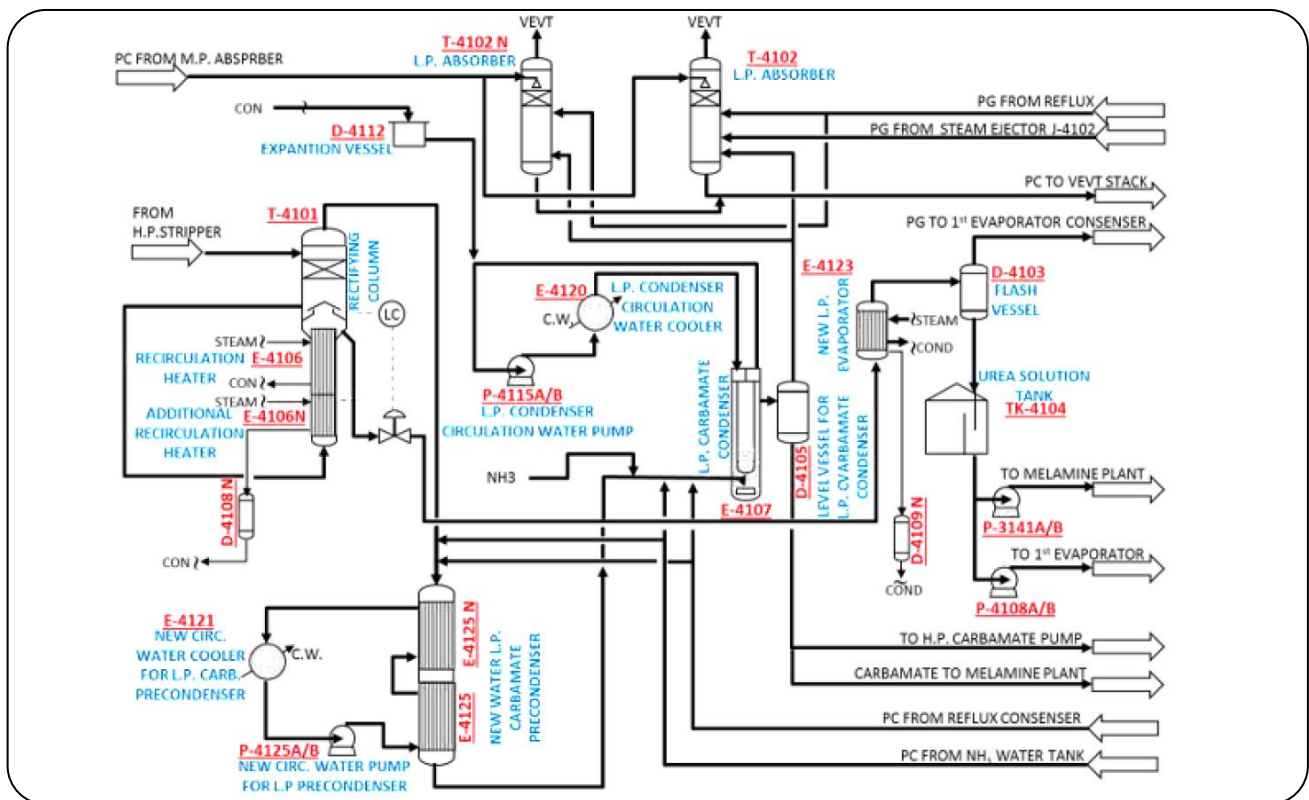 VEVT
VEVT
T-4102 N
L.P. ABSORBER
T-4102
L.P. ABSORBER
PC FROM M.P. ABSPRBER
CON
D-4112
EXPANTION VESSEL
PG FROM REFLUX
PG FROM STEAM EJECTOR J-4102
PC TO VEVT STACK
PG TO 1st EVAPORATOR CONSENSER
FROM
H.P.STRIPPER
T-4101
RECTIFYING
COLUMN
LC
STEAM
RECIRCULATION
HEATER
E-4106
CON
STEAM
ADDITIONAL
RECIRCULATION
HEATER
E-4106N
D-4108 N
CON
E-4120
C.W.
L.P. CONDENSER
CIRCULATION
WATER COOLER
P-4115A/B
L.P. CONDENSER
CIRCULATION WATER PUMP
NH3
L.P. CARBAMATE
CONDENSER
E-4107
D-4105
LEVEL VESSEL FOR
L.P. CVARBAMATE
CONDENSER
E-4123
NEW L.P.
EVAPORATOR
STEAM
COND
D-4103
FLASH
VESSEL
UREA SOLUTION
TANK
TK-4104
D-4109 N
COND
TO MELAMINE PLANT
P-3141A/B
TO 1st EVAPORATOR
P-4108A/B
E-4121
NEW CIRC.
WATER COOLER
FOR L.P. CARB.
PRECONDENSER
C.W.
P-4125A/B
NEW CIRC. WATER PUMP
FOR L.P PRECONDENSER
E-4125 N
E-4125
NEW WATER L.P.
CARBAMATE
PRECONDENSER
TO H.P. CARBAMATE PUMP
CARBAMATE TO MELAMINE PLANT
PC FROM REFLUX CONSENSER
PC FROM NH3 WATER TANK